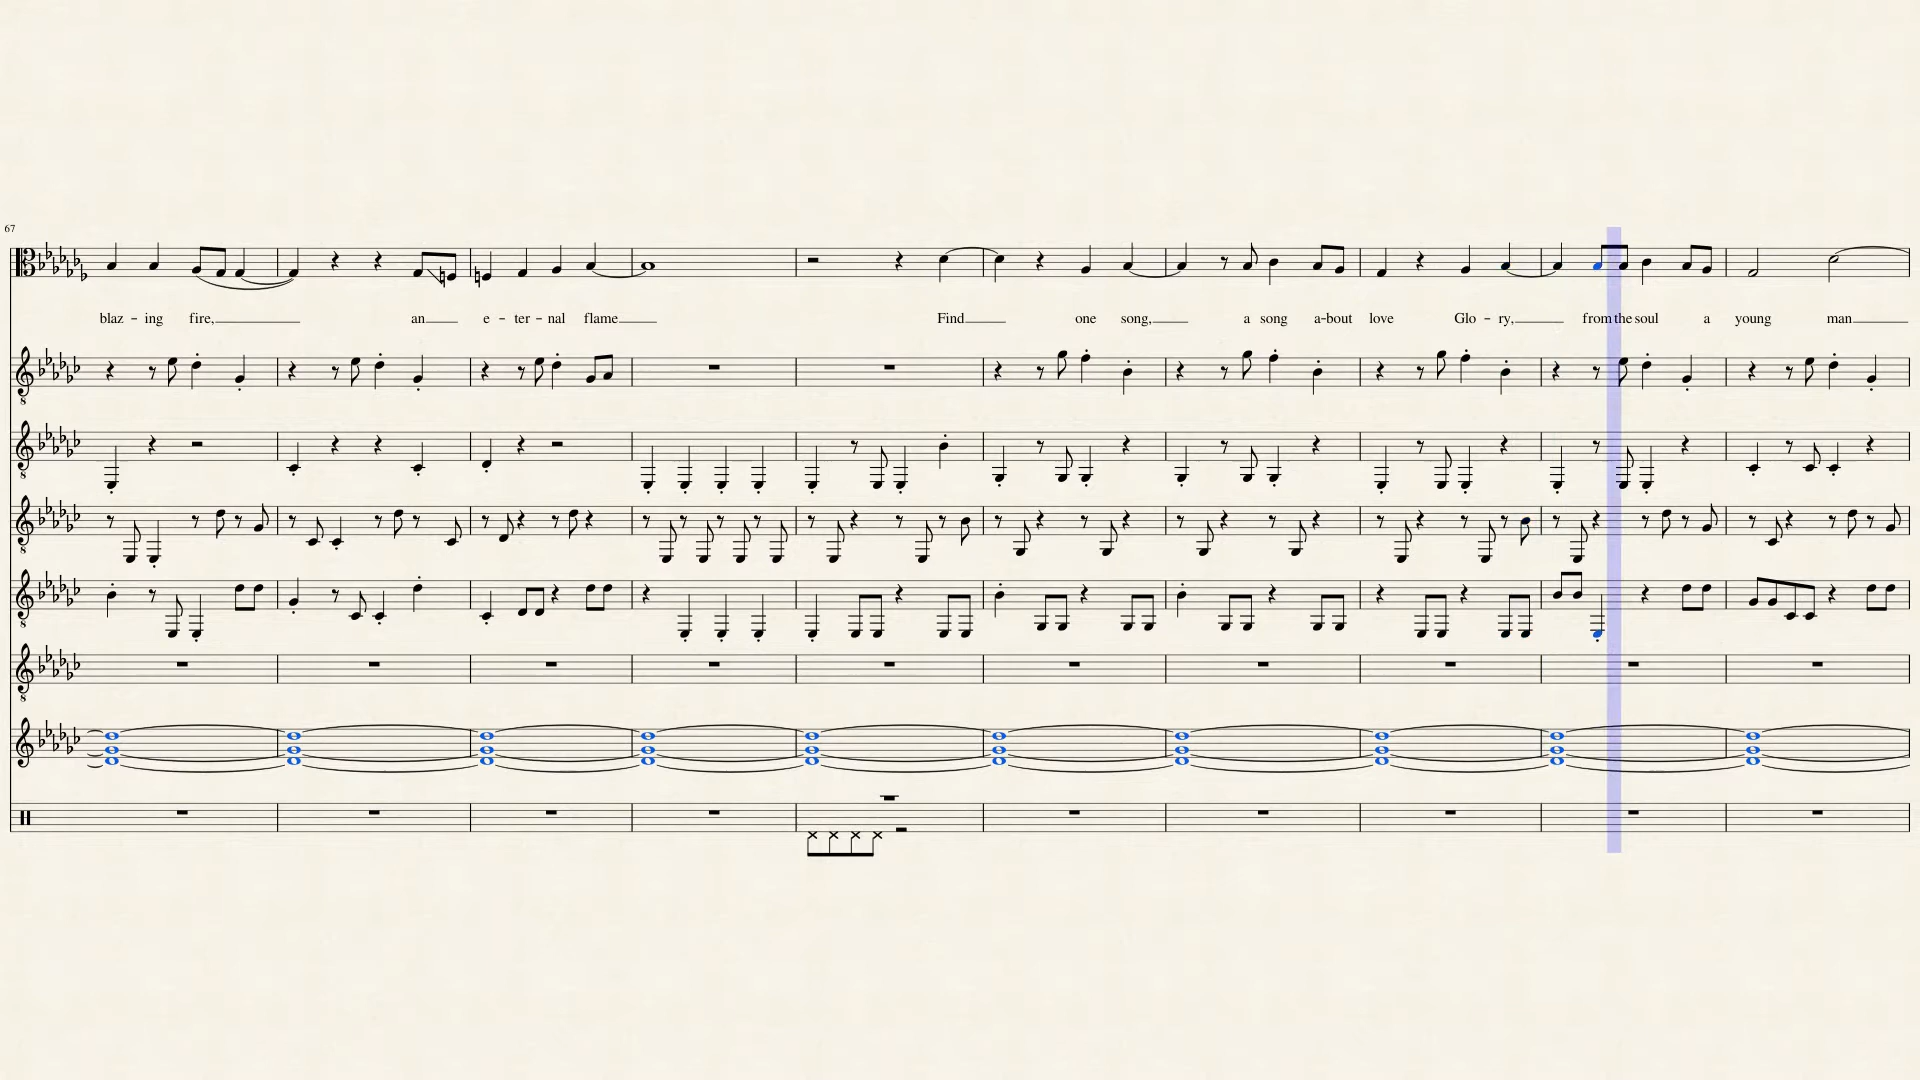 67
blaz - ing fire, an e - ter - nal flame Find one song, a song a-bout love Glo - ry, from the soul a young man